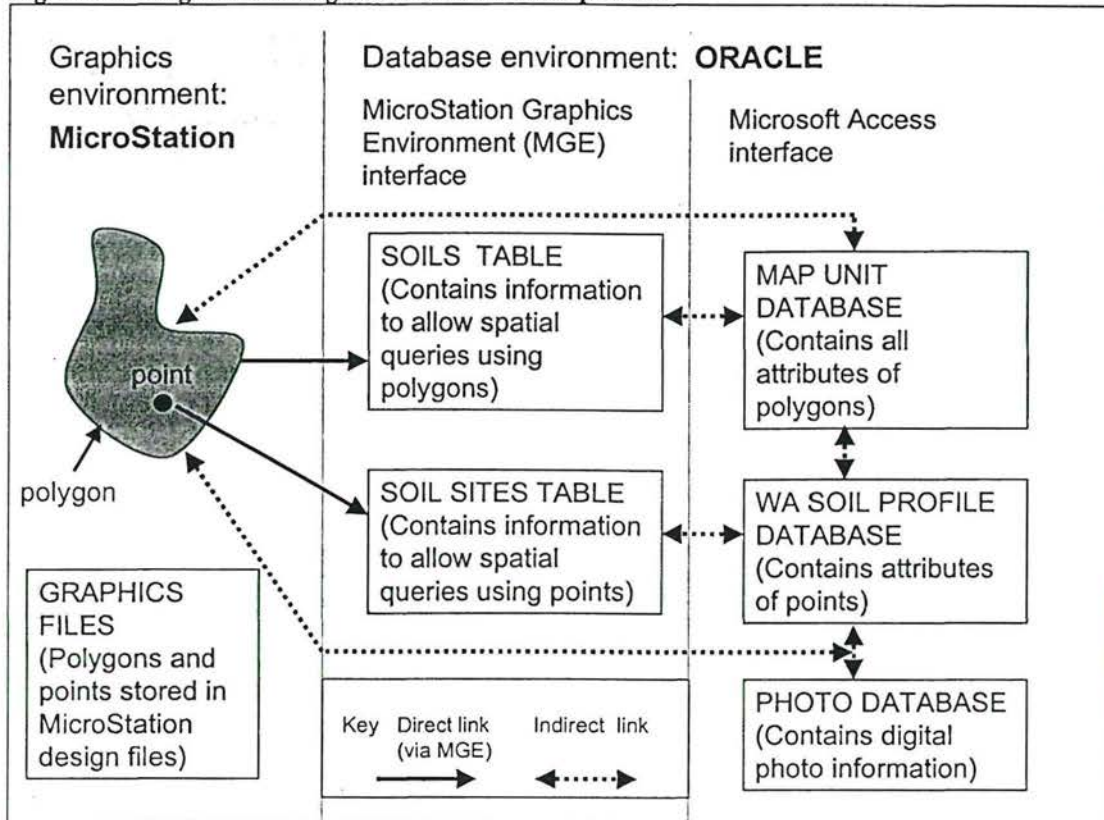 Graphics
environment:
MicroStation
Database environment: ORACLE
MicroStation Graphics
Environment (MGE)
interface
Microsoft Access
interface
point
polygon
SOILS TABLE
(Contains information
to allow spatial
queries using
polygons)
MAP UNIT
DATABASE
(Contains all
attributes of
polygons)
SOIL SITES TABLE
(Contains information
to allow spatial
queries using points)
WA SOIL PROFILE
DATABASE
(Contains attributes
of points)
GRAPHICS
FILES
(Polygons and
points stored in
MicroStation
design files)
Key Direct link
(via MGE)
Indirect link
PHOTO DATABASE
(Contains digital
photo information)